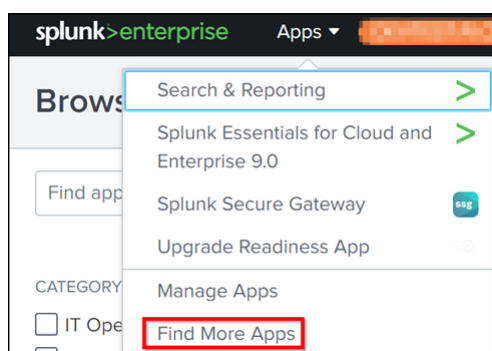 splunk>enterprise Apps ▼
Brows
Search & Reporting
Splunk Essentials for Cloud and
Enterprise 9.0
Find app
Splunk Secure Gateway
ssg
Upgrade Readiness App
CATEGORY
Manage Apps
IT Ope
Find More Apps